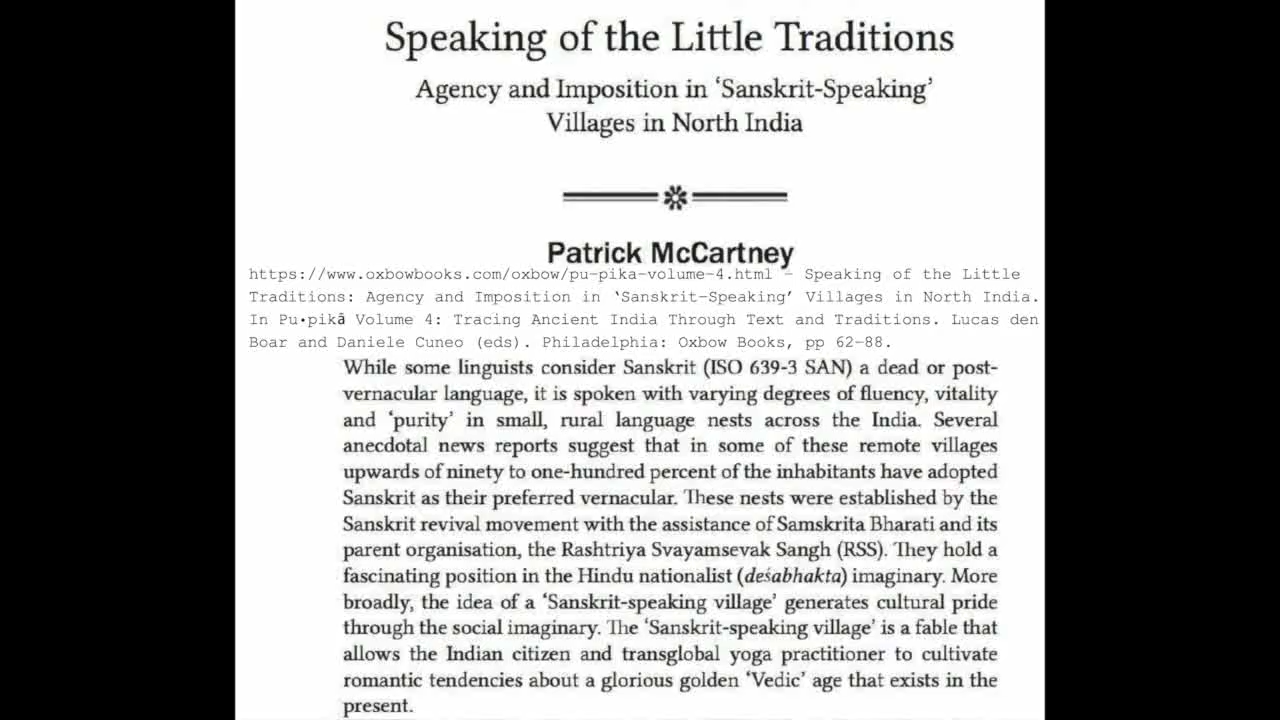 Speaking of the Little Traditions
Agency and Imposition in ‘Sanskrit-Speaking’
Villages in North India
Patrick McCartney
https://www.oxbowbooks.com/oxbow/pu-pika-volume-4.html - Speaking of the Little
Traditions: Agency and Imposition in ‘Sanskrit-Speaking’ Villages in North India.
In Pu•pikâ Volume 4: Tracing Ancient India Through Text and Traditions. Lucas den
Boar and Daniele Cuneo (eds). Philadelphia: Oxbow Books, pp 62-88.
While some linguists consider Sanskrit (ISO 639-3 SAN) a dead or post-
vernacular language, it is spoken with varying degrees of fluency, vitality
and ‘purity’ in small, rural language nests across the India. Several
anecdotal news reports suggest that in some of these remote villages
upwards of ninety to one-hundred percent of the inhabitants have adopted
Sanskrit as their preferred vernacular. These nests were established by the
Sanskrit revival movement with the assistance of Samskrita Bharati and its
parent organisation, the Rashtriya Svayamsevak Sangh (RSS). They hold a
fascinating position in the Hindu nationalist (deśabhakta) imaginary. More
broadly, the idea of a ‘Sanskrit-speaking village’ generates cultural pride
through the social imaginary. The ‘Sanskrit-speaking village’ is a fable that
allows the Indian citizen and transglobal yoga practitioner to cultivate
romantic tendencies about a glorious golden ‘Vedic’ age that exists in the
present.